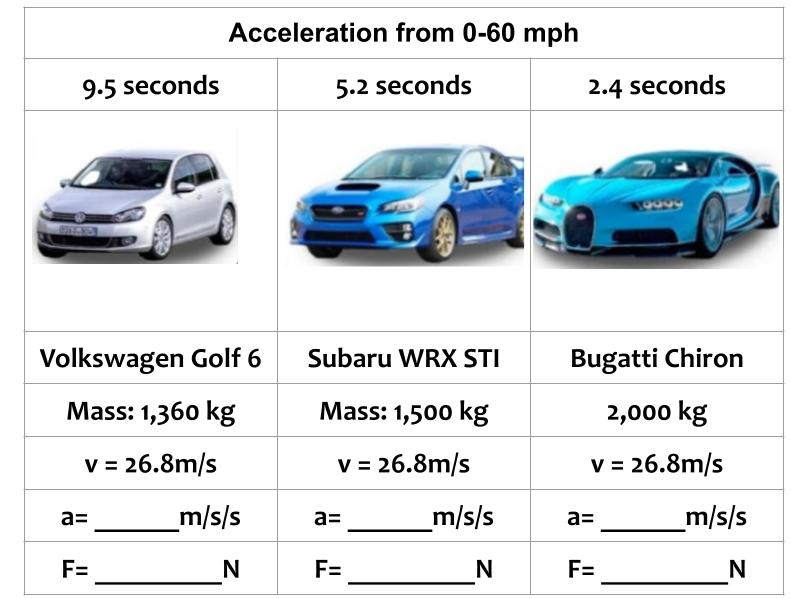 Acceleration from 0-60 mph
9.5 seconds
5.2 seconds
2.4 seconds
Volkswagen Golf 6
Subaru WRX STI
Bugatti Chiron
Mass: 1,360 kg
Mass: 1,500 kg
2,000 kg
v = 26.8m/s
v = 26.8m/s
v = 26.8m/s
a= ______m/s/s
a= ______m/s/s
a= ______m/s/s
F= _________N
F= _________N
F= _________N